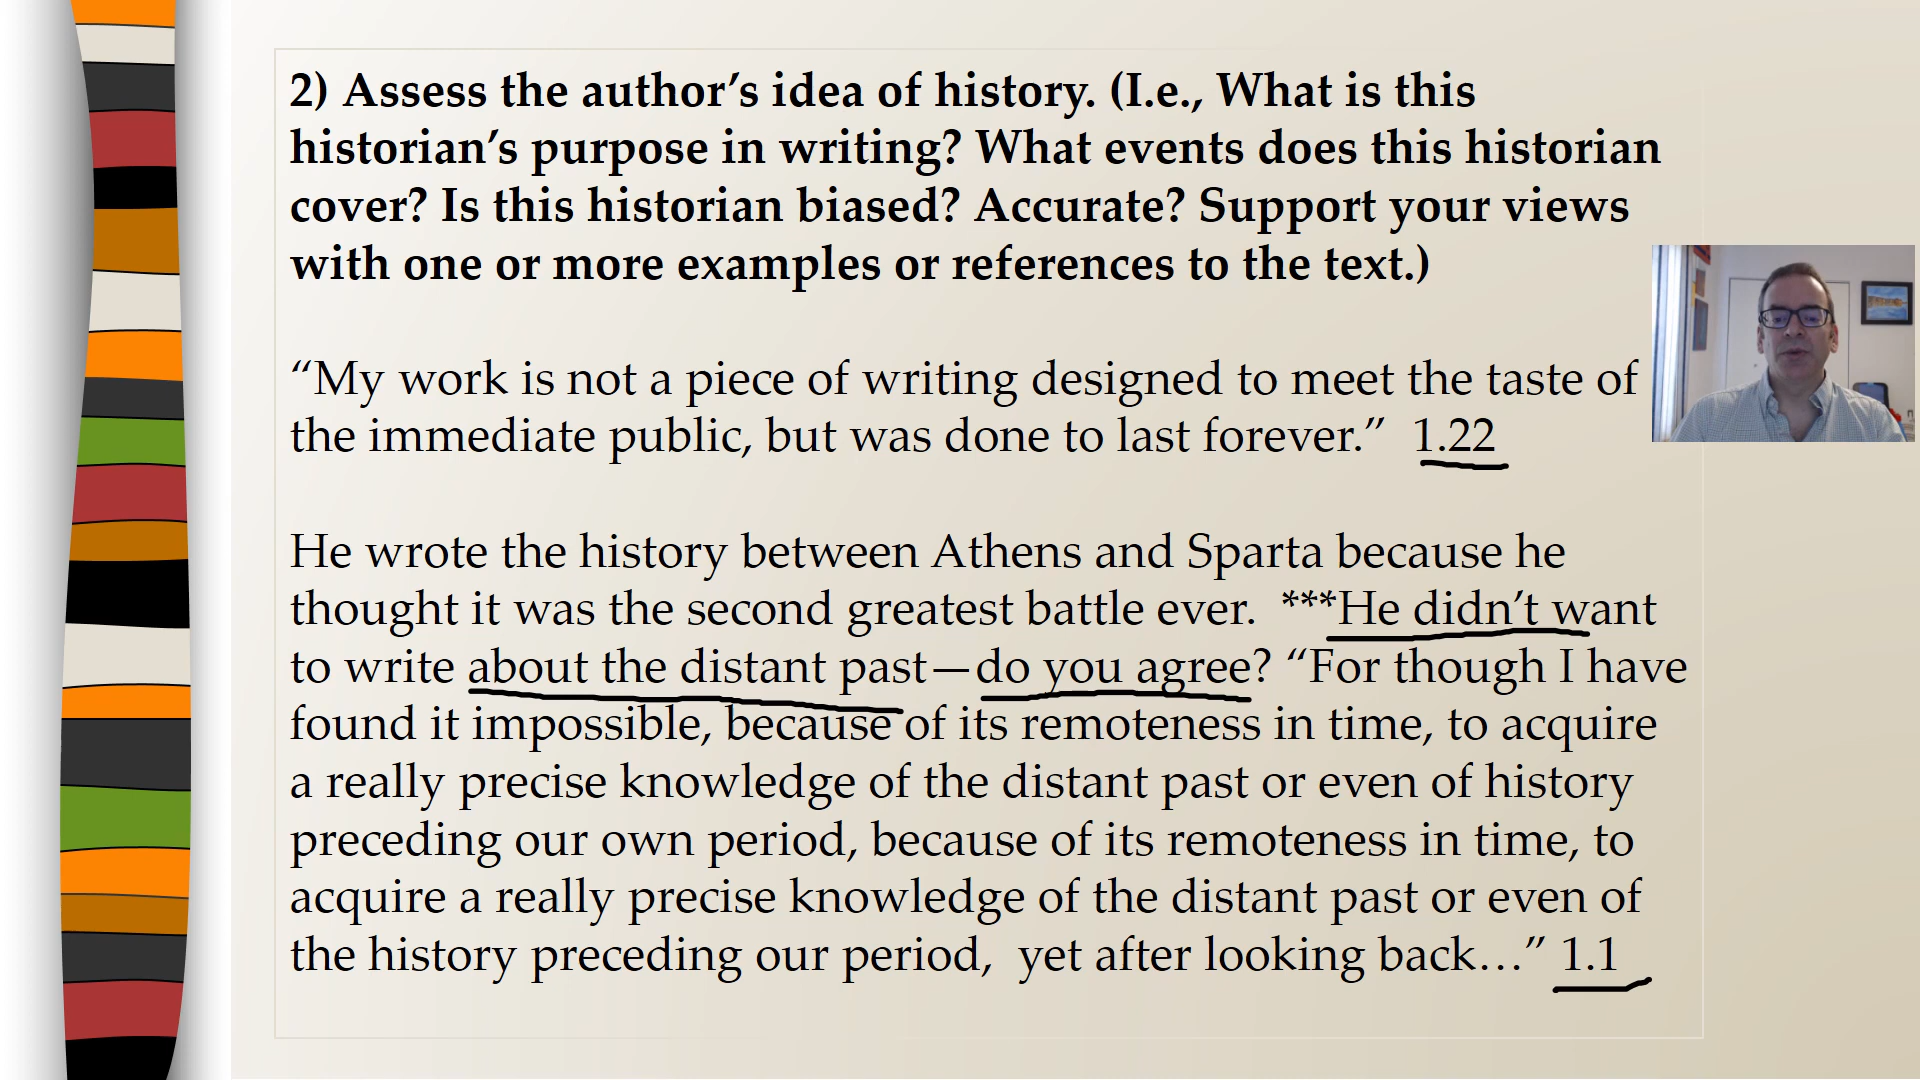 2) Assess the author’s idea of history. (I.e., What is this
historian’s purpose in writing? What events does this historian
cover? Is this historian biased? Accurate? Support your views
with one or more examples or references to the text.)
“My work is not a piece of writing designed to meet the taste of
the immediate public, but was done to last forever.” 1.22
He wrote the history between Athens and Sparta because he
thought it was the second greatest battle ever. ***He didn’t want
to write about the distant past—do you agree? “For though I have
found it impossible, because of its remoteness in time, to acquire
a really precise knowledge of the distant past or even of history
preceding our own period, because of its remoteness in time, to
acquire a really precise knowledge of the distant past or even of
the history preceding our period, yet after looking back…” 1.1